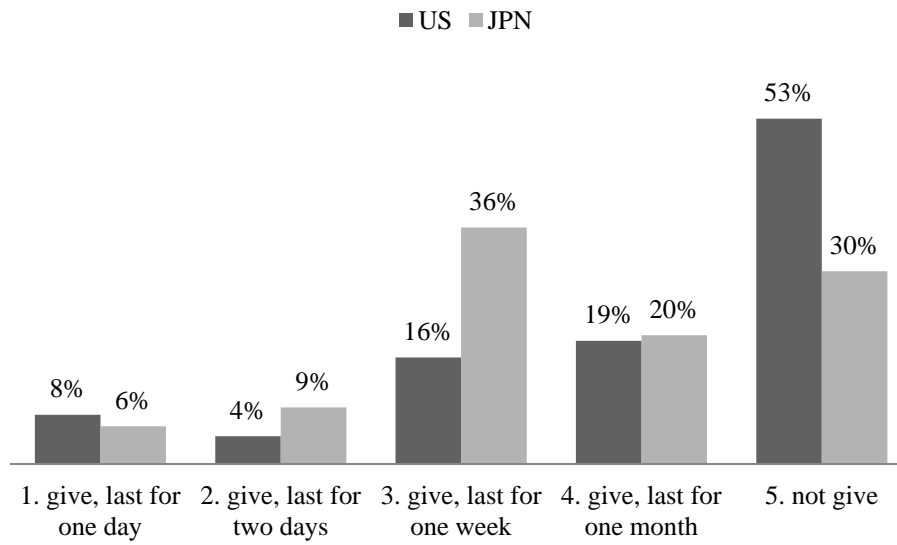 US JPN
53%
36%
30%
16%
19%
20%
8%
6%
4%
9%
1. give, last for
one day
2. give, last for
two days
3. give, last for
one week
4. give, last for
one month
5. not give